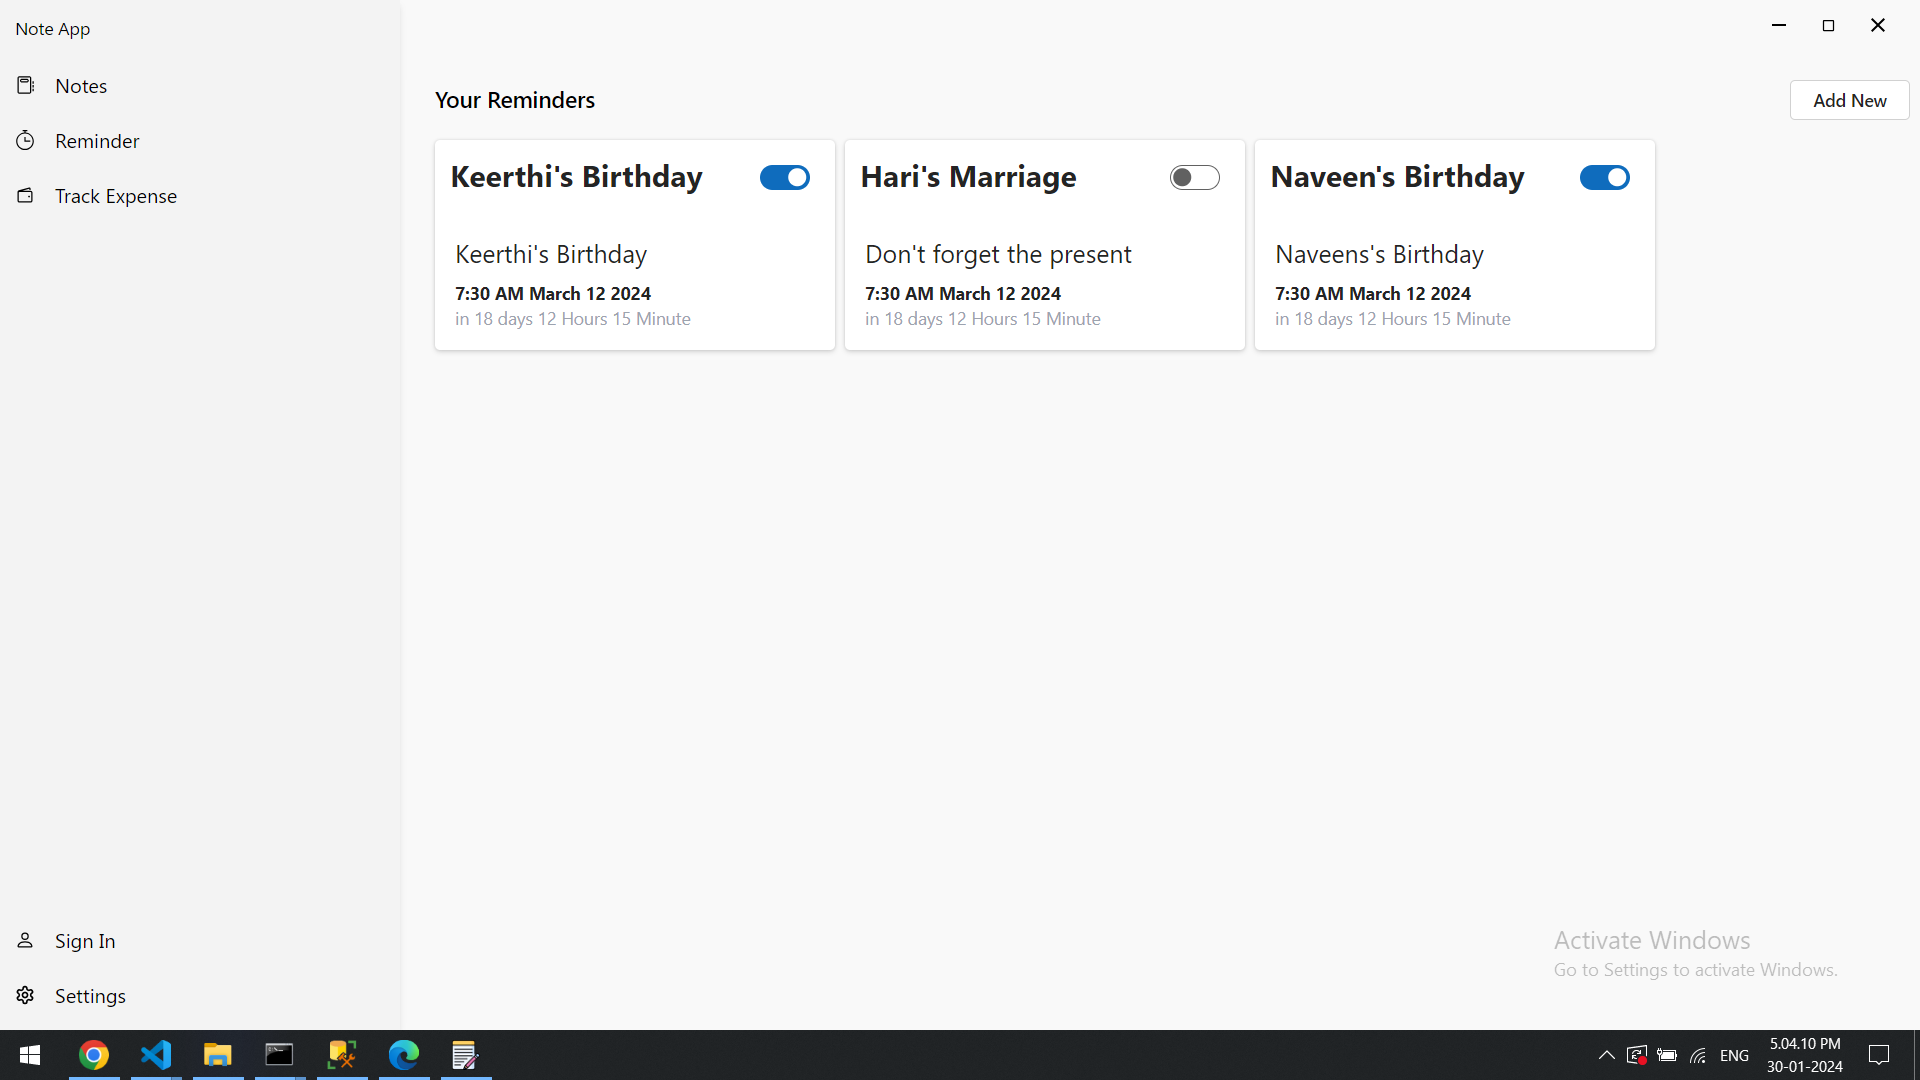 Note App
Notes
Reminder
Track Expense
Sign In
Settings
Your Reminders
Add New
Keerthi's Birthday
Keerthi's Birthday
7:30 AM March 12 2024
in 18 days 12 Hours 15 Minute
Hari's Marriage
Don't forget the present
7:30 AM March 12 2024
in 18 days 12 Hours 15 Minute
Naveen's Birthday
Naveens's Birthday
7:30 AM March 12 2024
in 18 days 12 Hours 15 Minute
Activate Windows
Go to Settings to activate Windows.
ENG
5.04.10 PM
30-01-2024